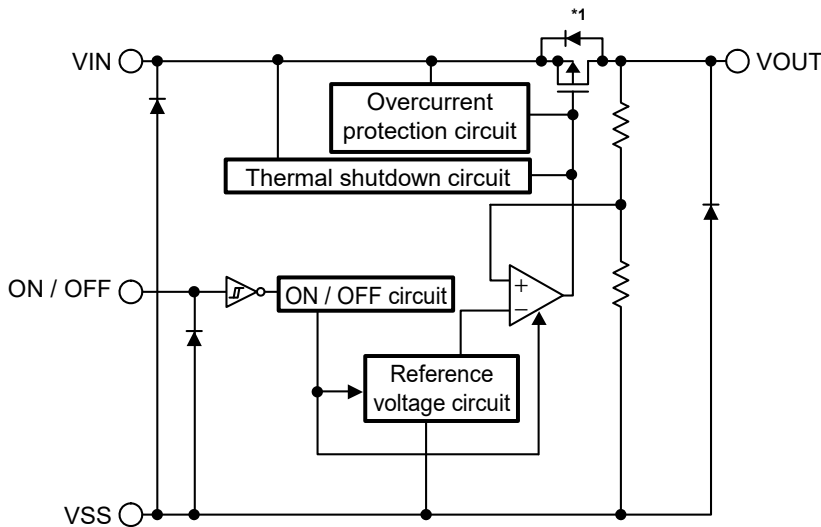 *1
VIN
VOUT
Overcurrent
protection circuit
Thermal shutdown circuit
ON / OFF
ON / OFF circuit
+
−
Reference
voltage circuit
VSS